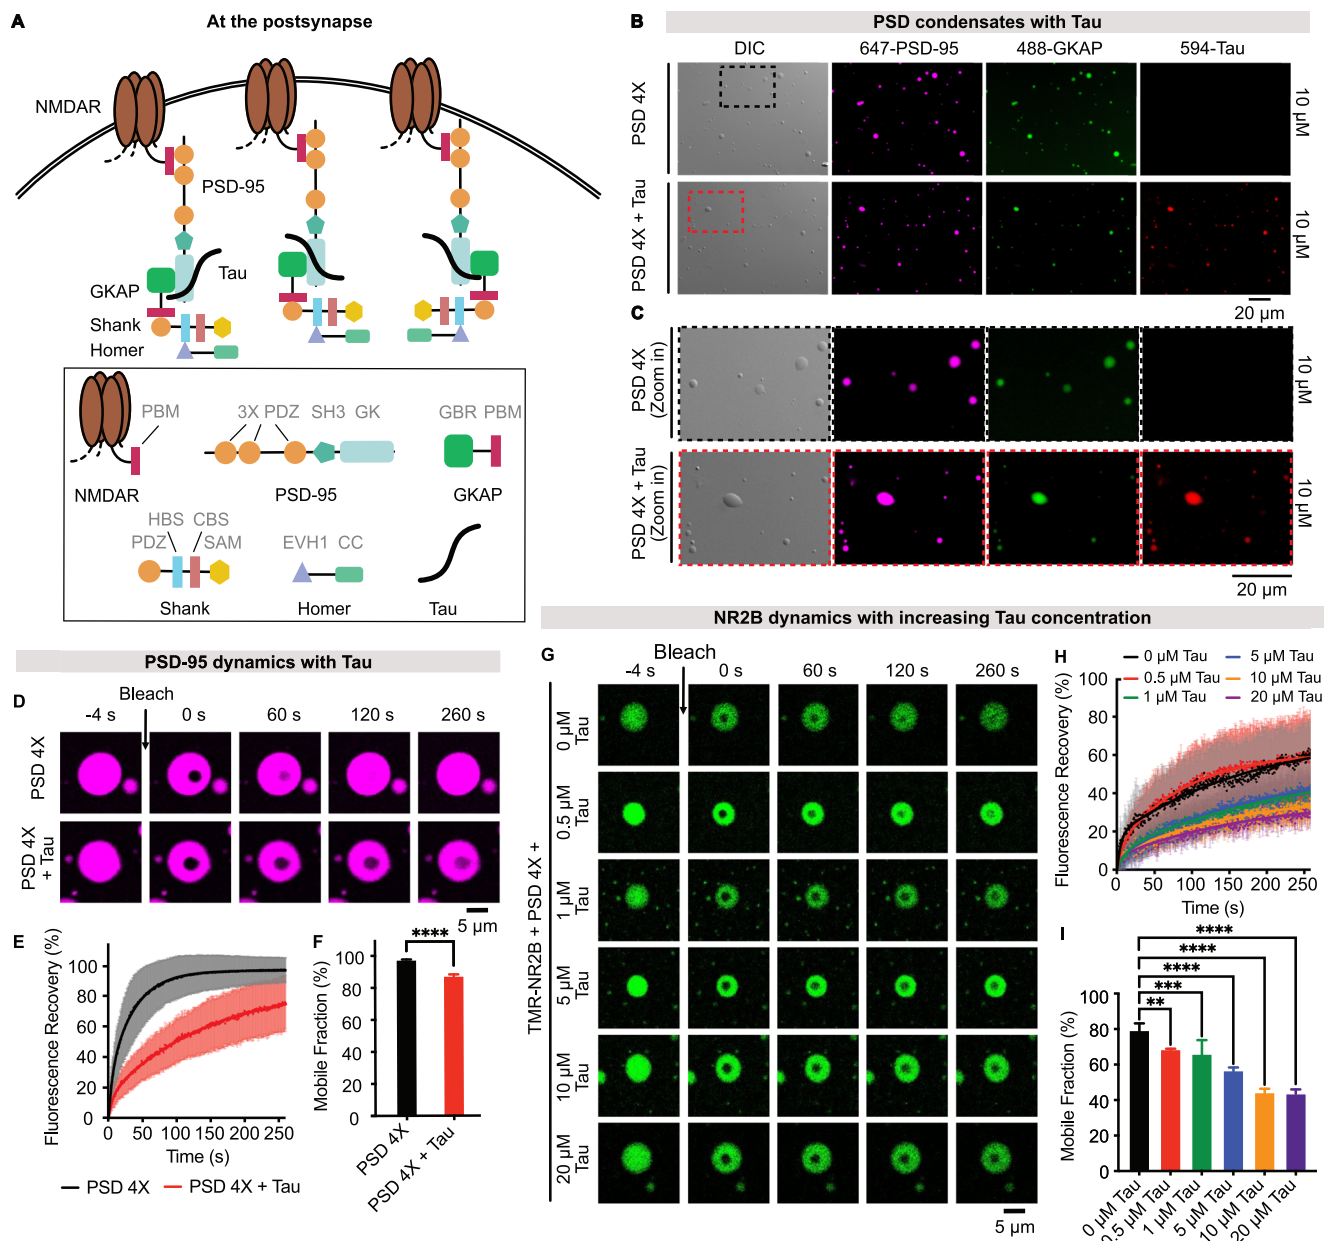 A
At the postsynapse
NMDAR
PSD-95
Tau
GKAP
Shank
Homer
PBM
3X PDZ SH3 GK
GBR PBM
NMDAR
PSD-95
GKAP
HBS CBS
PDZ SAM
EVH1 CC
Shank
Homer
Tau
B
PSD condensates with Tau
DIC
647-PSD-95
488-GKAP
594-Tau
PSD 4X
10 µM
PSD 4X + Tau
10 µM
20 µm
C
PSD 4X
(Zoom in)
10 µM
PSD 4X + Tau
(Zoom in)
10 µM
20 µm
PSD-95 dynamics with Tau
D
Bleach
-4 s
0 s
60 s
120 s
260 s
PSD 4X
PSD 4X
+ Tau
5 µm
E
Fluorescence Recovery (%)
100
80
60
40
20
0
0 50 100 150 200 250
Time (s)
PSD 4X
PSD 4X + Tau
F
Mobile Fraction (%)
****
100
80
60
40
20
0
PSD 4X
PSD 4X + Tau
NR2B dynamics with increasing Tau concentration
G
Bleach
-4 s
0 s
60 s
120 s
260 s
TMR-NR2B + PSD 4X +
0 µM
Tau
0.5 µM
Tau
1 µM
Tau
5 µM
Tau
10 µM
Tau
20 µM
Tau
5 µm
H
0 µM Tau
5 µM Tau
0.5 µM Tau
10 µM Tau
1 µM Tau
20 µM Tau
Fluorescence Recovery (%)
100
80
60
40
20
0
0 50 100 150 200 250
Time (s)
I
****
****
****
***
**
Mobile Fraction (%)
100
80
60
40
20
0
0 µM Tau
0.5 µM Tau
1 µM Tau
5 µM Tau
10 µM Tau
20 µM Tau